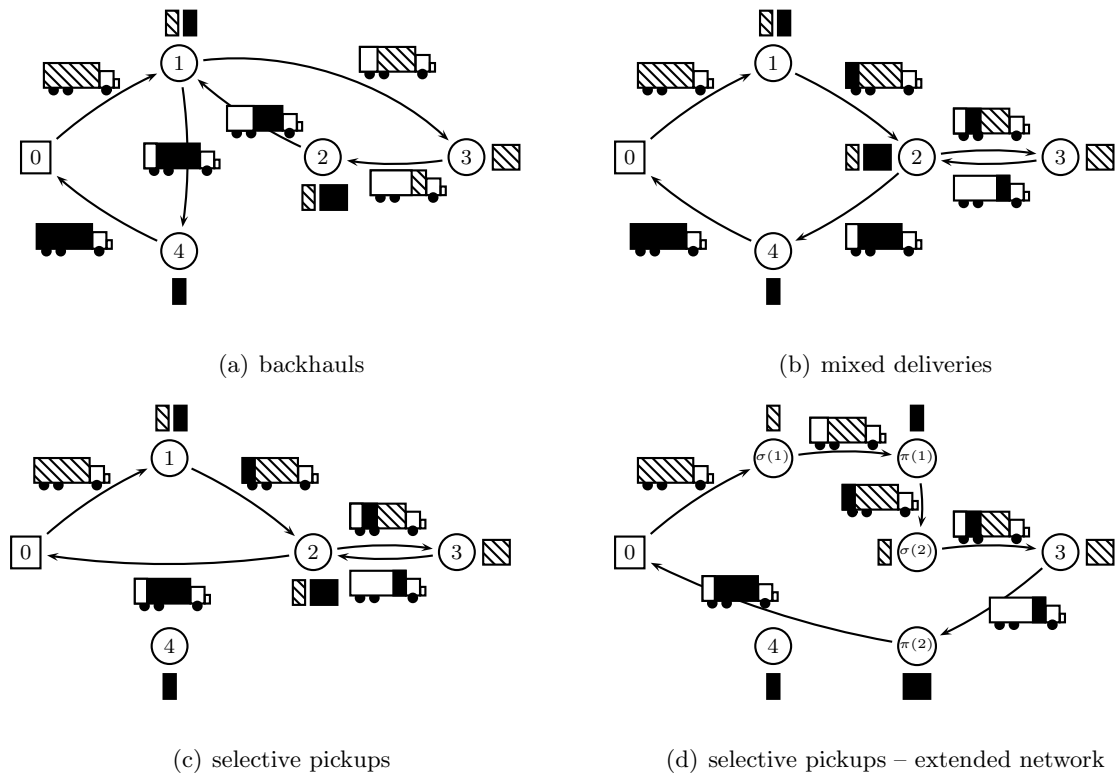 1
0
2
3
4
(a) backhauls
1
0
2
3
4
(b) mixed deliveries
1
0
2
3
4
(c) selective pickups
σ(1)
π(1)
0
σ(2)
3
4
π(2)
(d) selective pickups – extended network